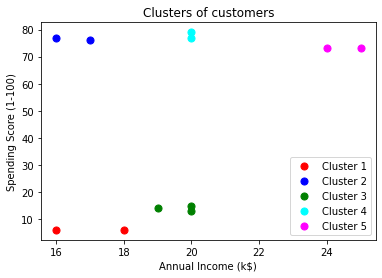 Clusters of customers
80
70
60
50
40
30
20
10
Spending Score (1-100)
Cluster 1
Cluster 2
Cluster 3
Cluster 4
Cluster 5
16 18 20 22 24
Annual Income (k$)